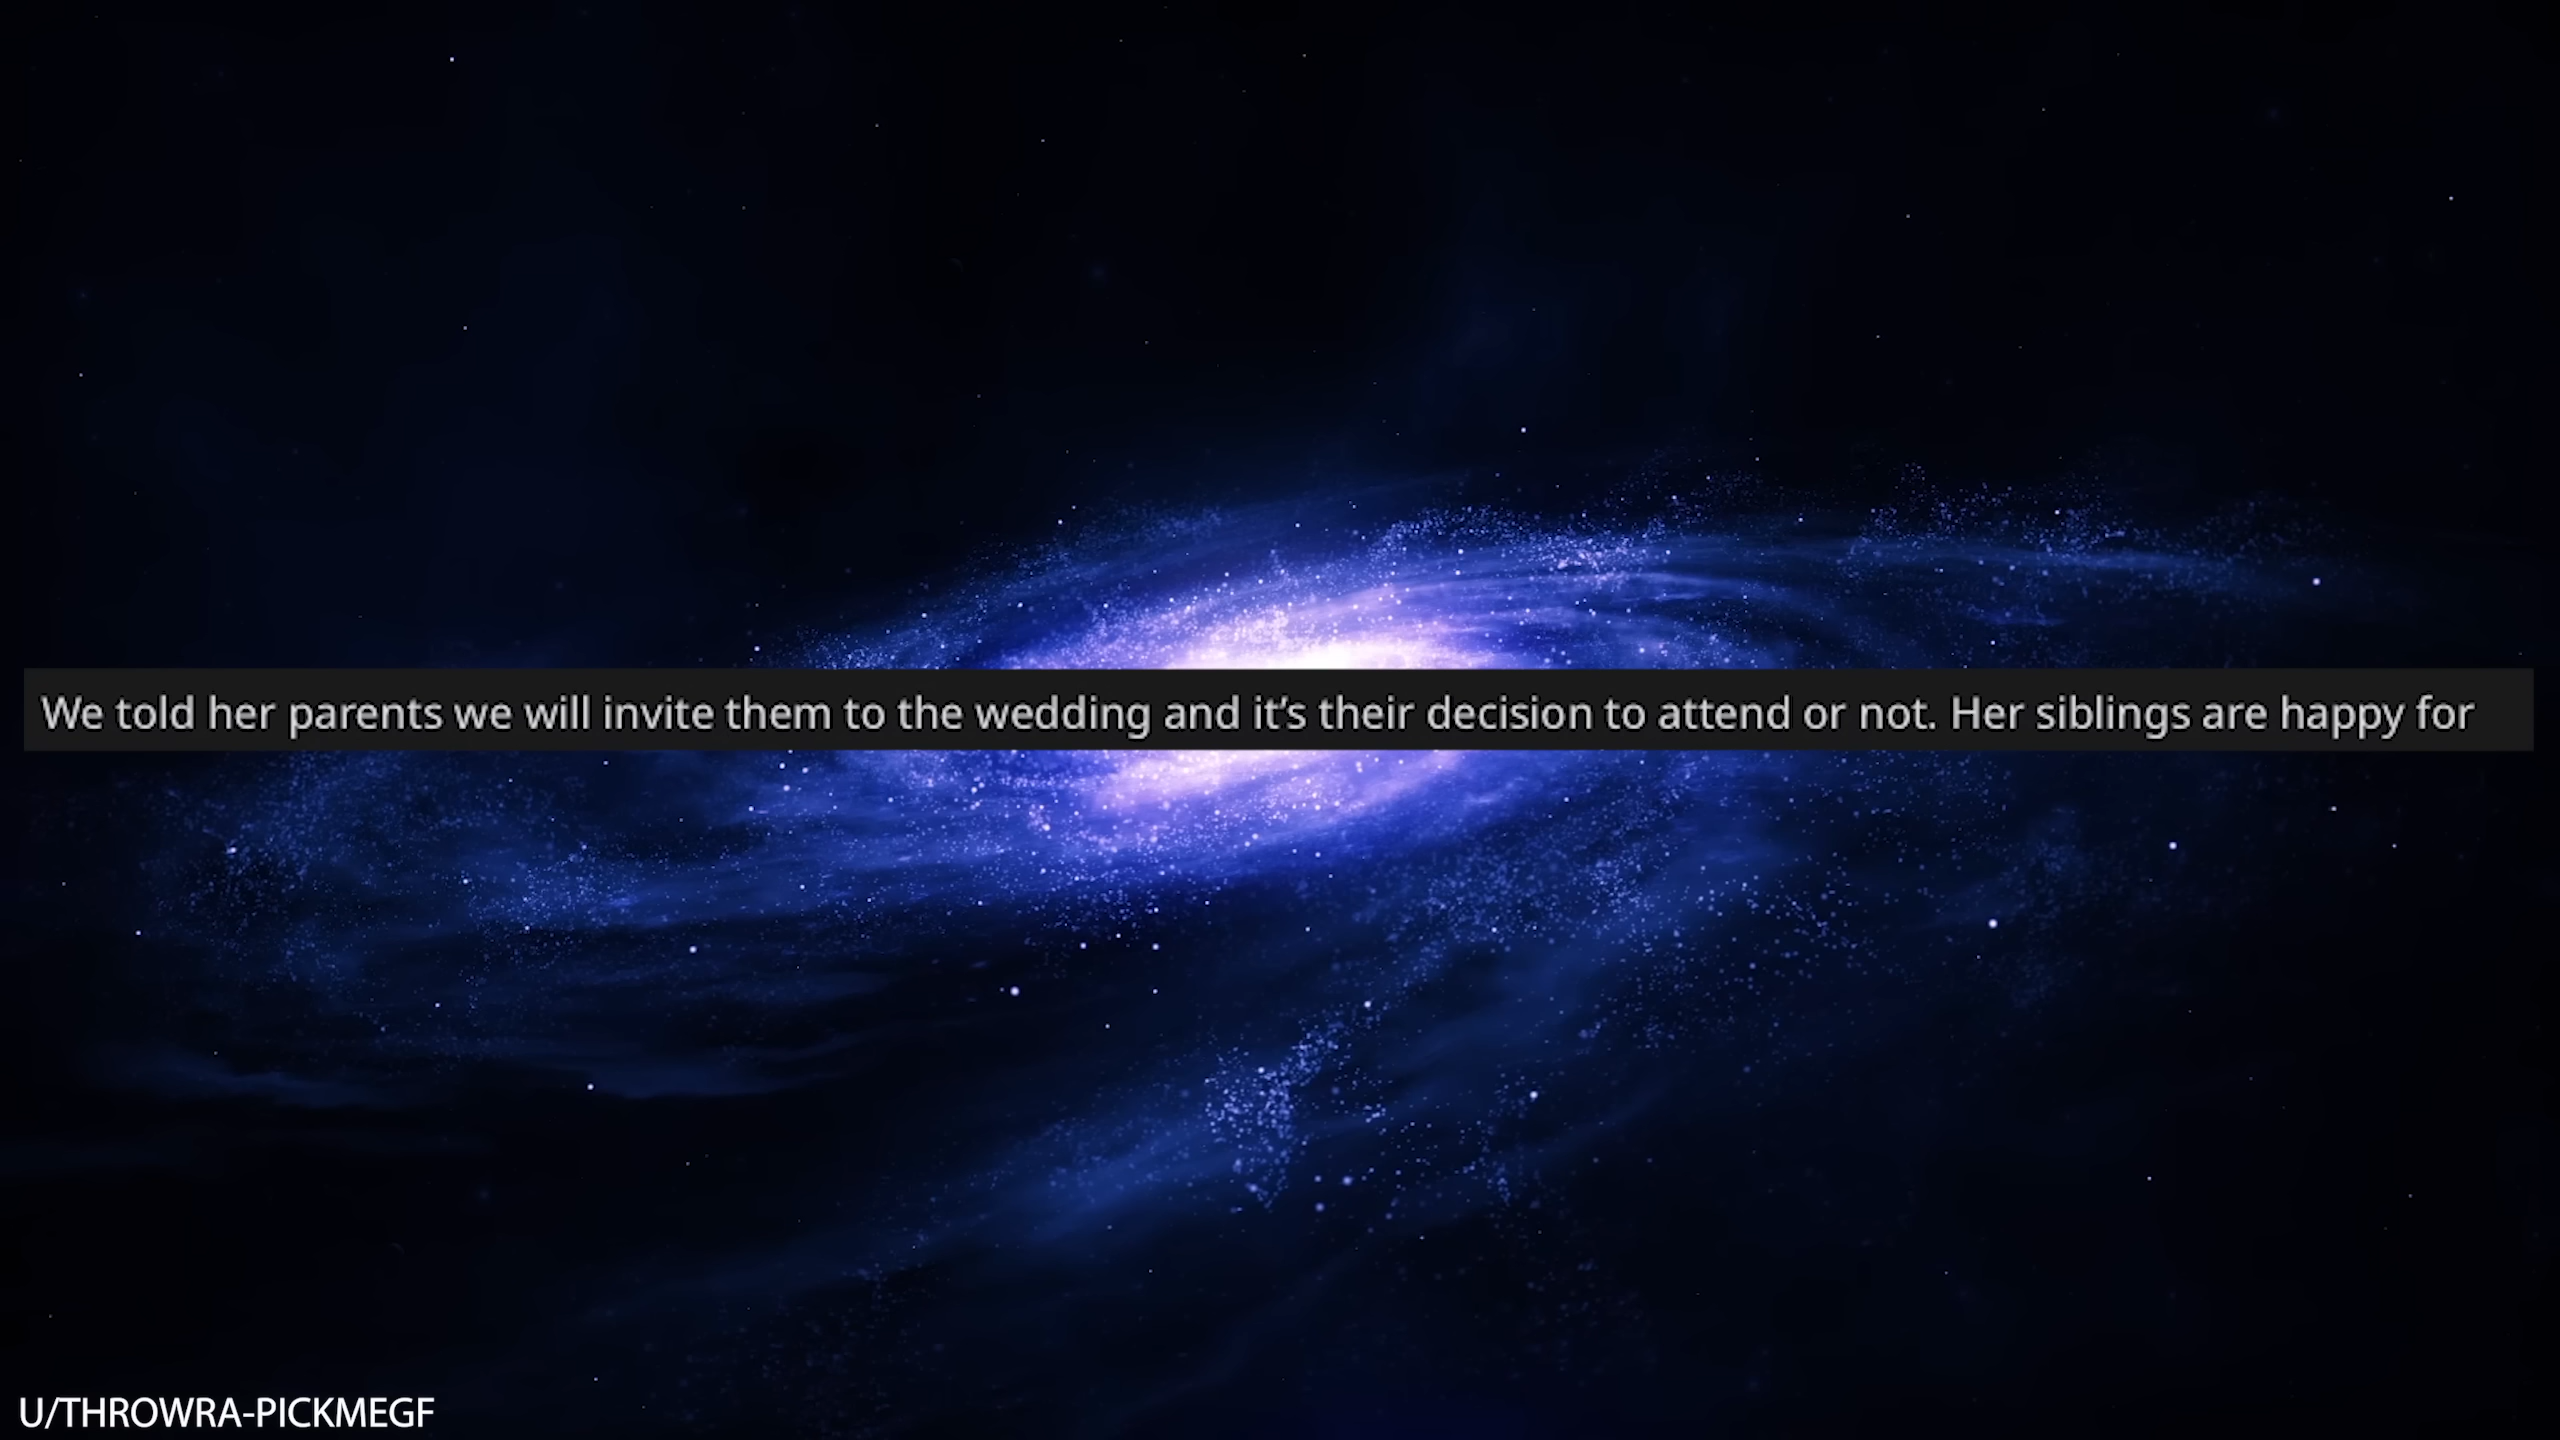 We told her parents we will invite them to the wedding and it's their decision to attend or not. Her siblings are happy for
U/THROWRA-PICKMEGF